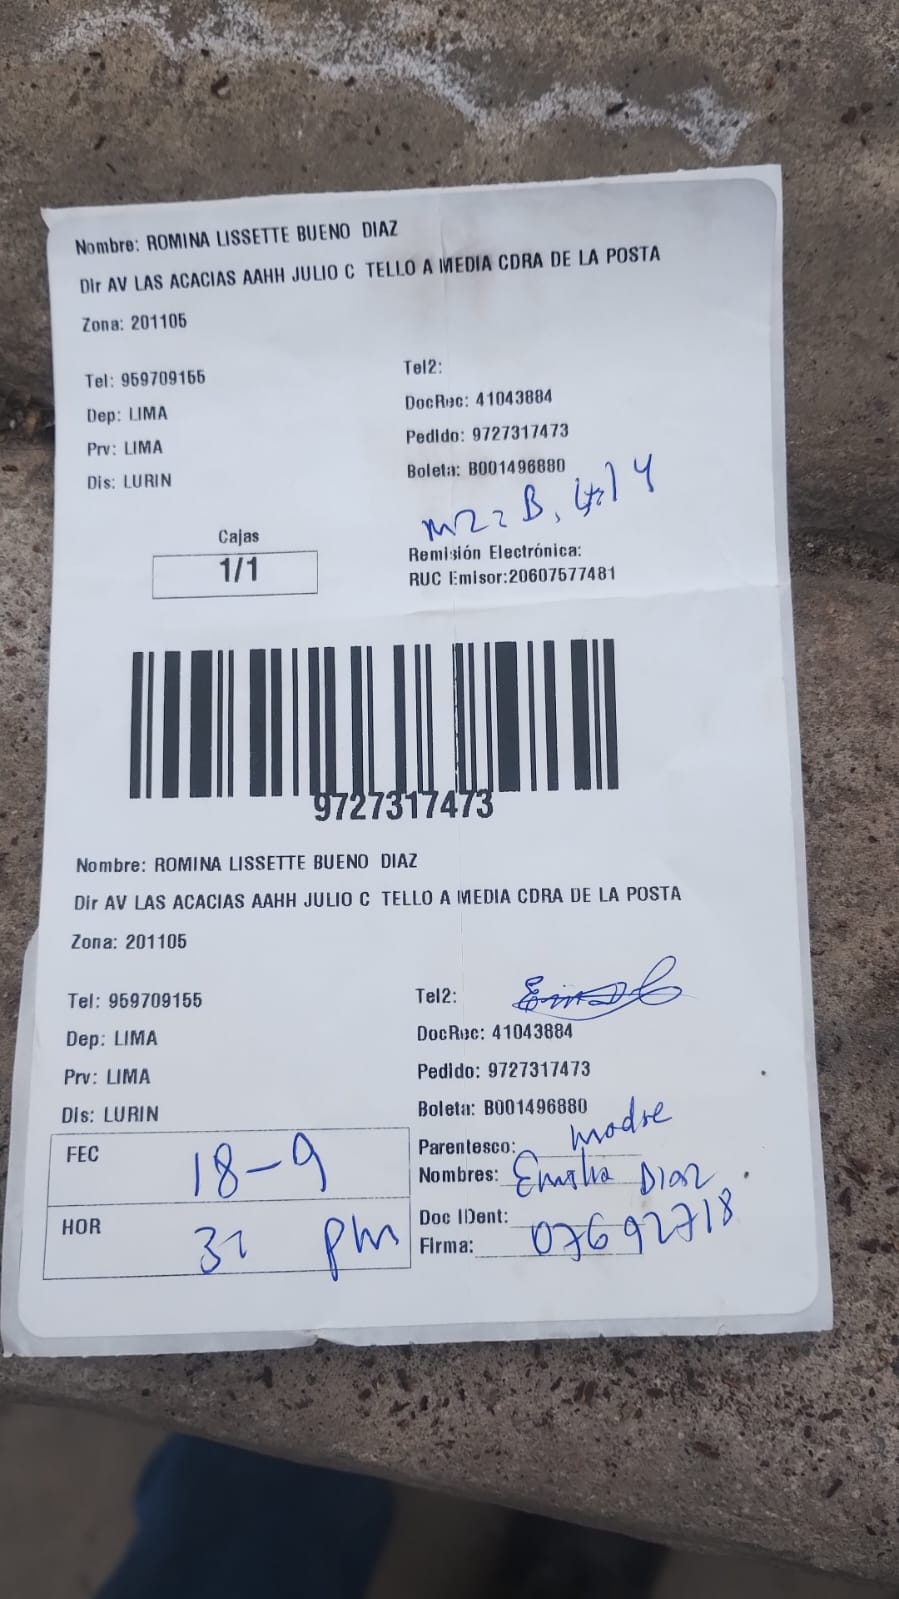 Nombre: ROMINA LISSETTE BUENO DIAZ
Dir AV LAS ACACIAS AAHH JULIO C TELLO A MEDIA CDRA DE LA POSTA
Zona: 201105
Tel: 959709155
Tel2:
Dep: LIMA
DocRec: 41043884
Prv: LIMA
Pedido: 9727317473
Dis: LURIN
Boleta: B001496880
Cajas
1/1
Remisión Electrónica:
RUC Emisor:20607577481
9727317473
Nombre: ROMINA LISSETTE BUENO DIAZ
Dir AV LAS ACACIAS AAHH JULIO C TELLO A MEDIA CDRA DE LA POSTA
Zona: 201105
Tel: 959709155
Tel2:
Dep: LIMA
DocRec: 41043884
Prv: LIMA
Pedido: 9727317473
Dis: LURIN
Boleta: B001496880
FEC 18-9
Parentesco: madre
Nombres: Emilia Diaz
HOR pm
Doc IDent:
Firma: 07692718